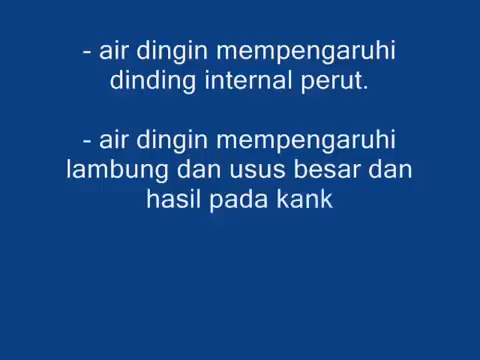 - air dingin mempengaruhi
dinding internal perut.
- air dingin mempengaruhi
lambung dan usus besar dan
hasil pada kank